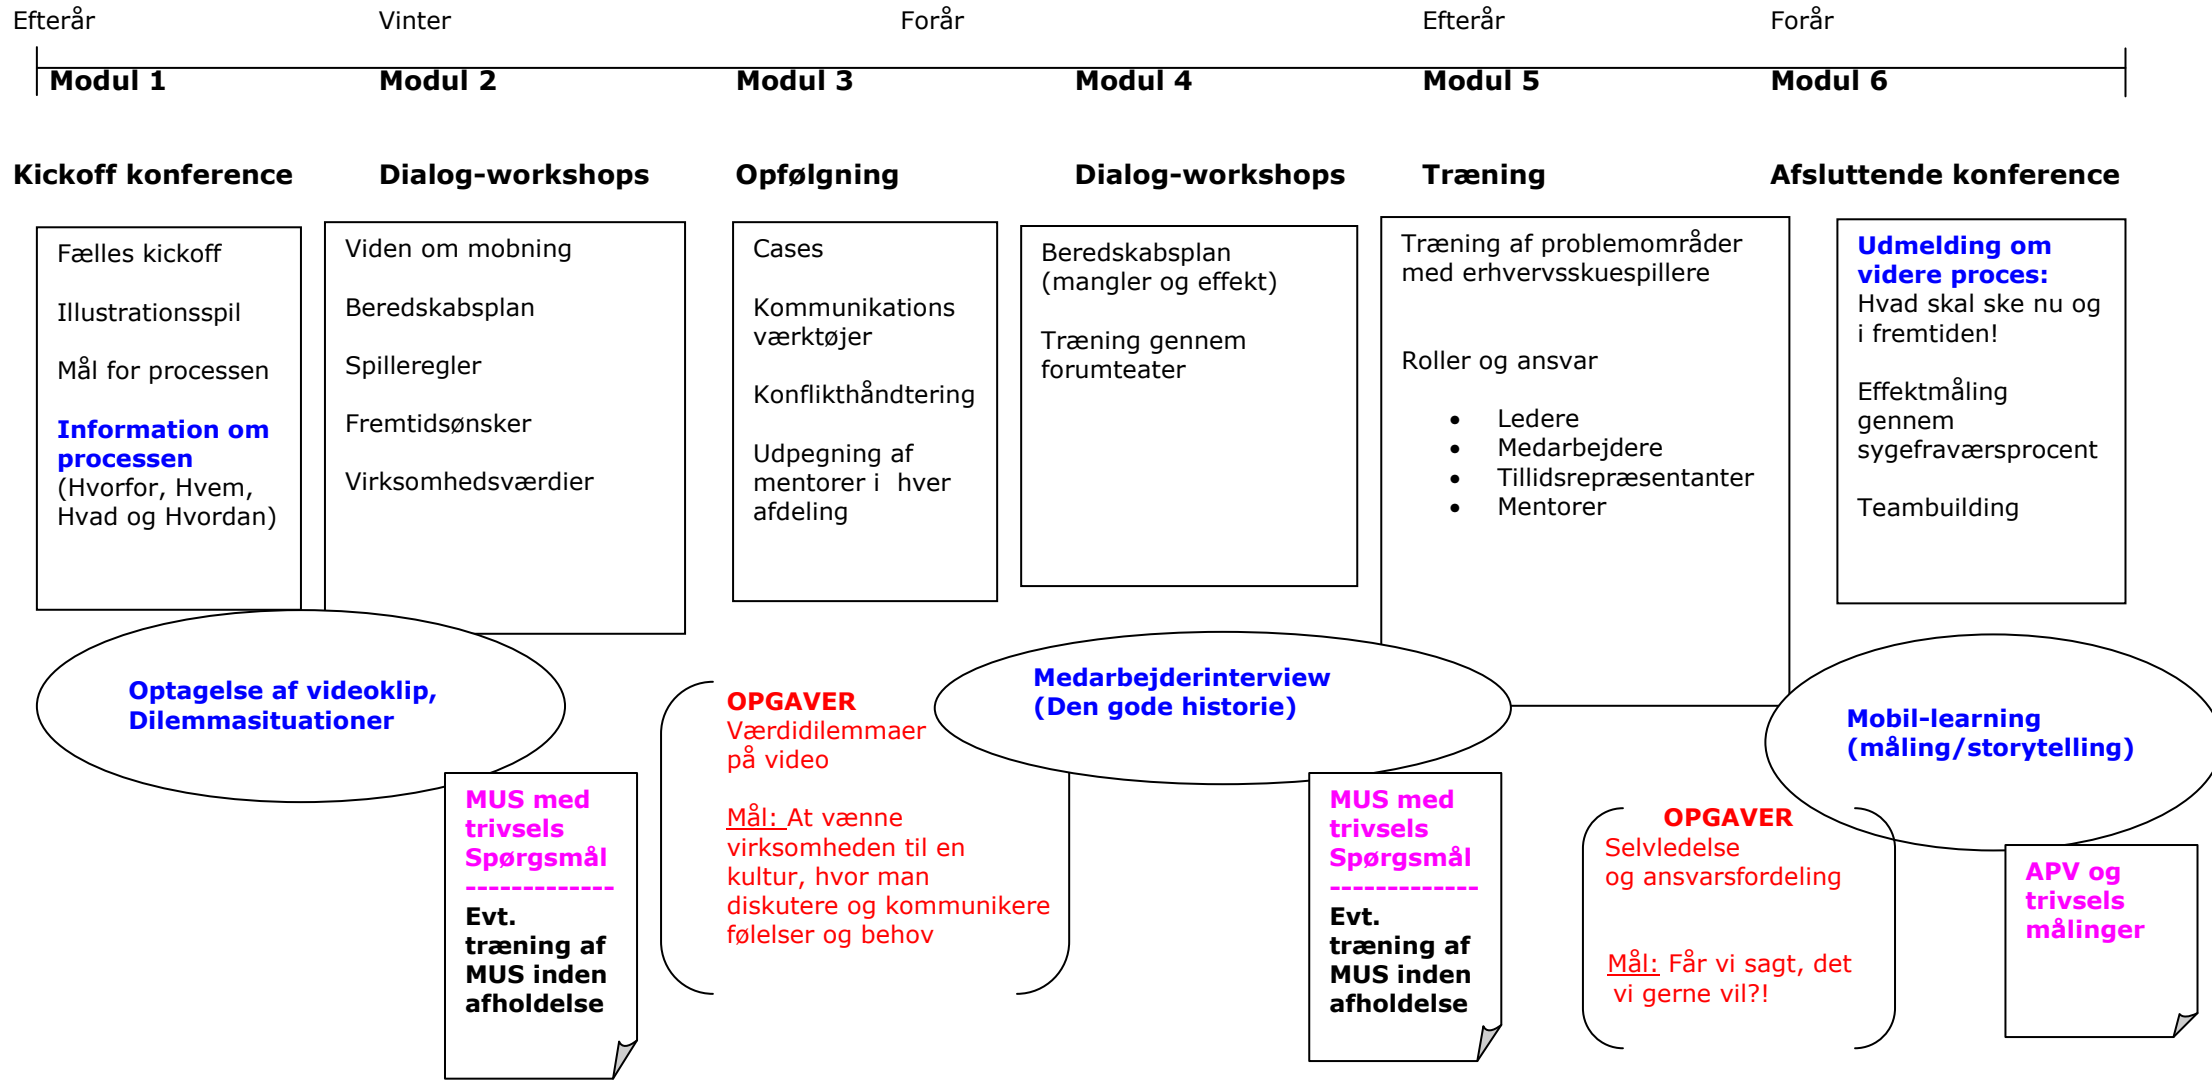 Efterår
Vinter
Forår
Efterår
Forår
Modul 1
Modul 2
Modul 3
Modul 4
Modul 5
Modul 6
Kickoff konference
Dialog-workshops
Opfølgning
Dialog-workshops
Træning
Afsluttende konference
Fælles kickoff
Illustrationsspil
Mål for processen
Information om
processen
(Hvorfor, Hvem,
Hvad og Hvordan)
Viden om mobning
Beredskabsplan
Spilleregler
Fremtidsønsker
Virksomhedsværdier
Cases
Kommunikations
værktøjer
Konflikthåndtering
Udpegning af
mentorer i  hver
afdeling
Beredskabsplan
(mangler og effekt)
Træning gennem
forumteater
Træning af problemområder
med erhvervsskuespillere
Roller og ansvar
• Ledere
• Medarbejdere
• Tillidsrepræsentanter
• Mentorer
Udmelding om
videre proces:
Hvad skal ske nu og
i fremtiden!
Effektmåling
gennem
sygefraværsprocent
Teambuilding
Optagelse af videoklip,
Dilemmasituationer
MUS med
trivsels
Spørgsmål
-------------
Evt.
træning af
MUS inden
afholdelse
OPGAVER
Værdidilemmaer
på video
Mål: At vænne
virksomheden til en
kultur, hvor man
diskutere og kommunikere
følelser og behov
Medarbejderinterview
(Den gode historie)
MUS med
trivsels
Spørgsmål
-------------
Evt.
træning af
MUS inden
afholdelse
OPGAVER
Selvledelse
og ansvarsfordeling
Mål: Får vi sagt, det
vi gerne vil?!
Mobil-learning
(måling/storytelling)
APV og
trivsels
målinger